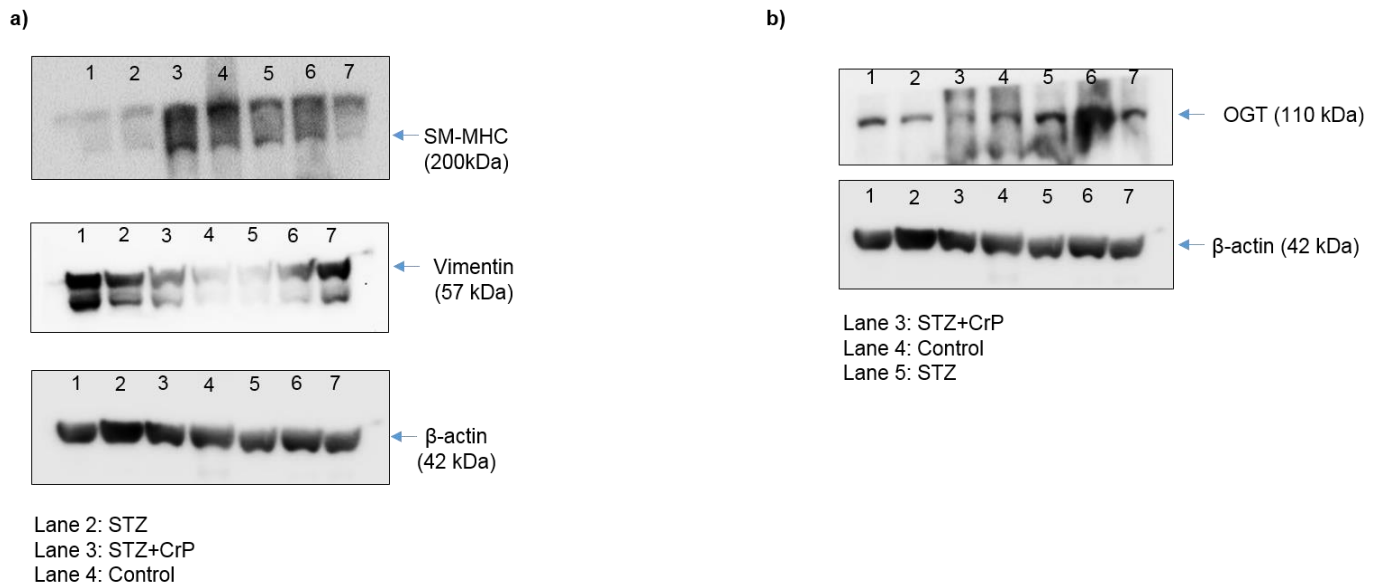 a)
1 2 3 4 5 6 7
SM-MHC
(200kDa)
1 2 3 4 5 6 7
Vimentin
(57 kDa)
1 2 3 4 5 6 7
β-actin
(42 kDa)
Lane 2: STZ
Lane 3: STZ+CrP
Lane 4: Control
b)
1 2 3 4 5 6 7
OGT (110 kDa)
1 2 3 4 5 6 7
β-actin (42 kDa)
Lane 3: STZ+CrP
Lane 4: Control
Lane 5: STZ